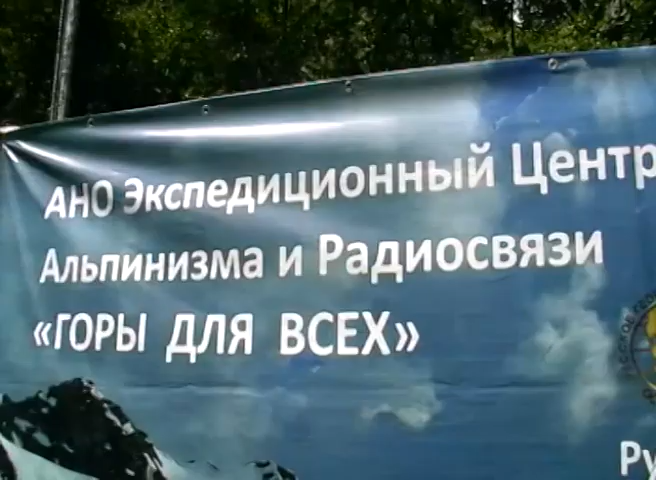 АНО Экспедиционный Центр
Альпинизма и Радиосвязи
«ГОРЫ ДЛЯ ВСЕХ»